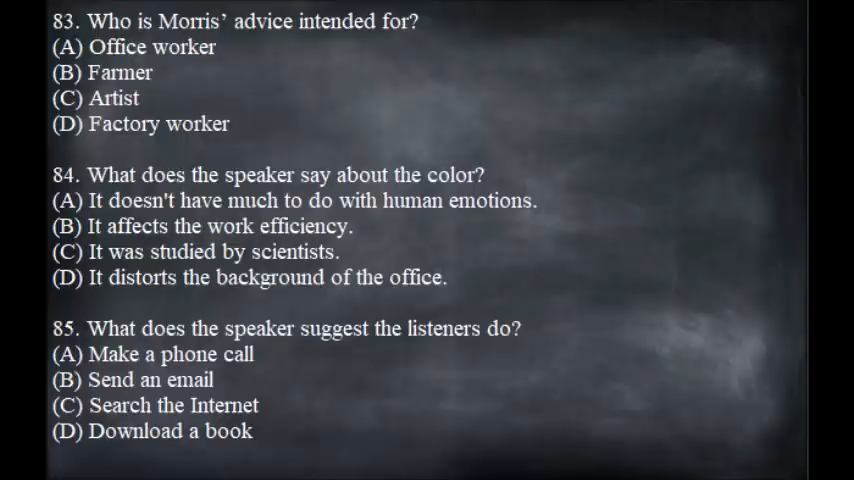 83. Who is Morris' advice intended for?
(A) Office worker
(B) Farmer
(C) Artist
(D) Factory worker
84. What does the speaker say about the color?
(A) It doesn't have much to do with human emotions.
(B) It affects the work efficiency.
(C) It was studied by scientists.
(D) It distorts the background of the office.
85. What does the speaker suggest the listeners do?
(A) Make a phone call
(B) Send an email
(C) Search the Internet
(D) Download a book